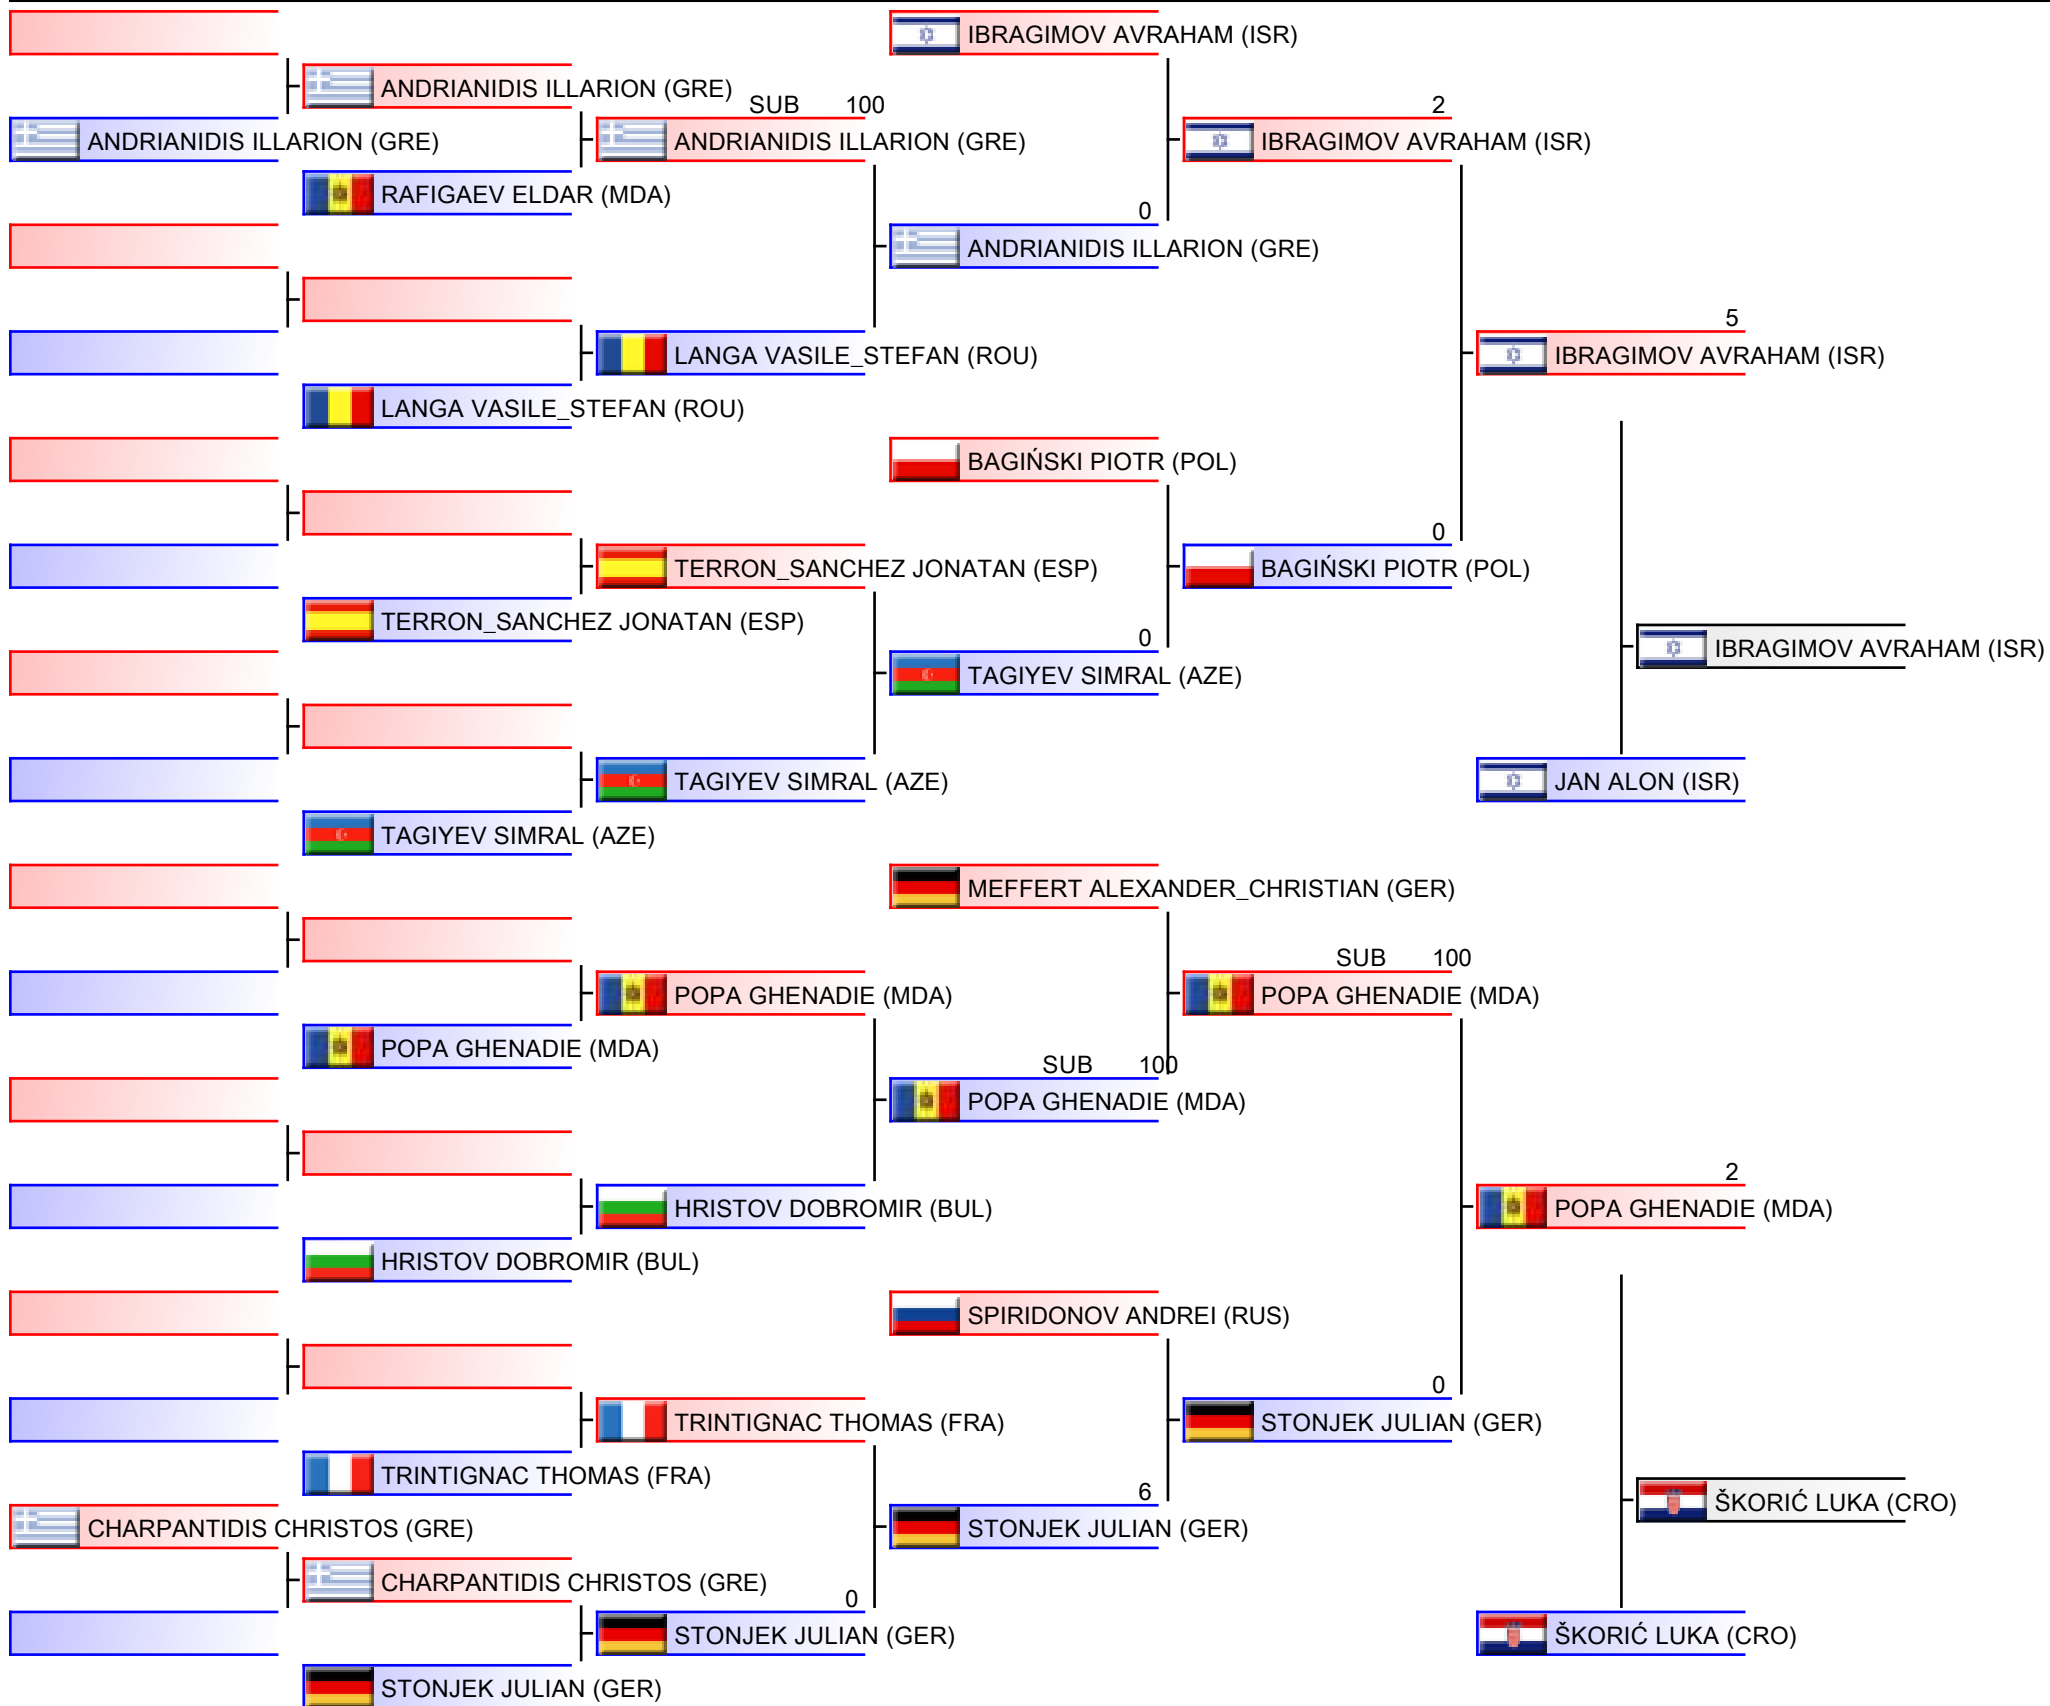 IBRAGIMOV AVRAHAM (ISR)
ANDRIANIDIS ILLARION (GRE)
SUB 100
2
ANDRIANIDIS ILLARION (GRE)
ANDRIANIDIS ILLARION (GRE)
IBRAGIMOV AVRAHAM (ISR)
RAFIGAEV ELDAR (MDA)
0
ANDRIANIDIS ILLARION (GRE)
5
LANGA VASILE_STEFAN (ROU)
IBRAGIMOV AVRAHAM (ISR)
LANGA VASILE_STEFAN (ROU)
BAGIŃSKI PIOTR (POL)
0
TERRON_SANCHEZ JONATAN (ESP)
BAGIŃSKI PIOTR (POL)
TERRON_SANCHEZ JONATAN (ESP)
0
IBRAGIMOV AVRAHAM (ISR)
TAGIYEV SIMRAL (AZE)
TAGIYEV SIMRAL (AZE)
JAN ALON (ISR)
TAGIYEV SIMRAL (AZE)
MEFFERT ALEXANDER_CHRISTIAN (GER)
SUB 100
POPA GHENADIE (MDA)
POPA GHENADIE (MDA)
POPA GHENADIE (MDA)
SUB 100
POPA GHENADIE (MDA)
2
HRISTOV DOBROMIR (BUL)
POPA GHENADIE (MDA)
HRISTOV DOBROMIR (BUL)
SPIRIDONOV ANDREI (RUS)
0
TRINTIGNAC THOMAS (FRA)
STONJEK JULIAN (GER)
TRINTIGNAC THOMAS (FRA)
6
ŠKORIĆ LUKA (CRO)
CHARPANTIDIS CHRISTOS (GRE)
STONJEK JULIAN (GER)
CHARPANTIDIS CHRISTOS (GRE)
0
STONJEK JULIAN (GER)
ŠKORIĆ LUKA (CRO)
STONJEK JULIAN (GER)